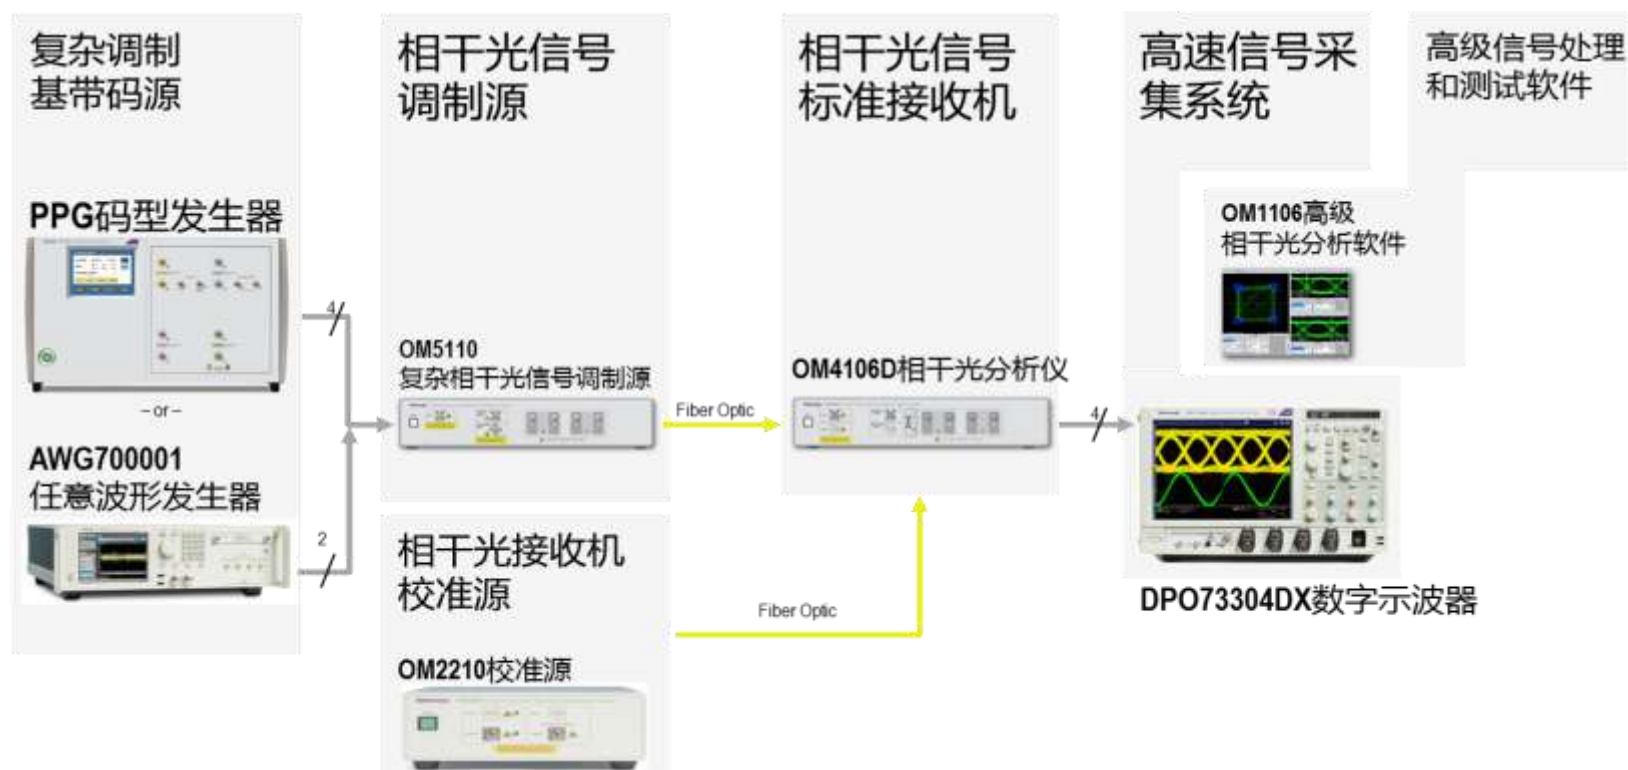 复杂调制
基带码源
PPG码型发生器
4
– or –
AWG700001
任意波形发生器
2
相干光信号
调制源
OM5110
复杂相干光信号调制源
Fiber Optic
相干光接收机
校准源
OM2210校准源
Fiber Optic
相干光信号
标准接收机
OM4106D相干光分析仪
4
高速信号采
集系统
高级信号处理
和测试软件
OM1106高级
相干光分析软件
DPO73304DX数字示波器